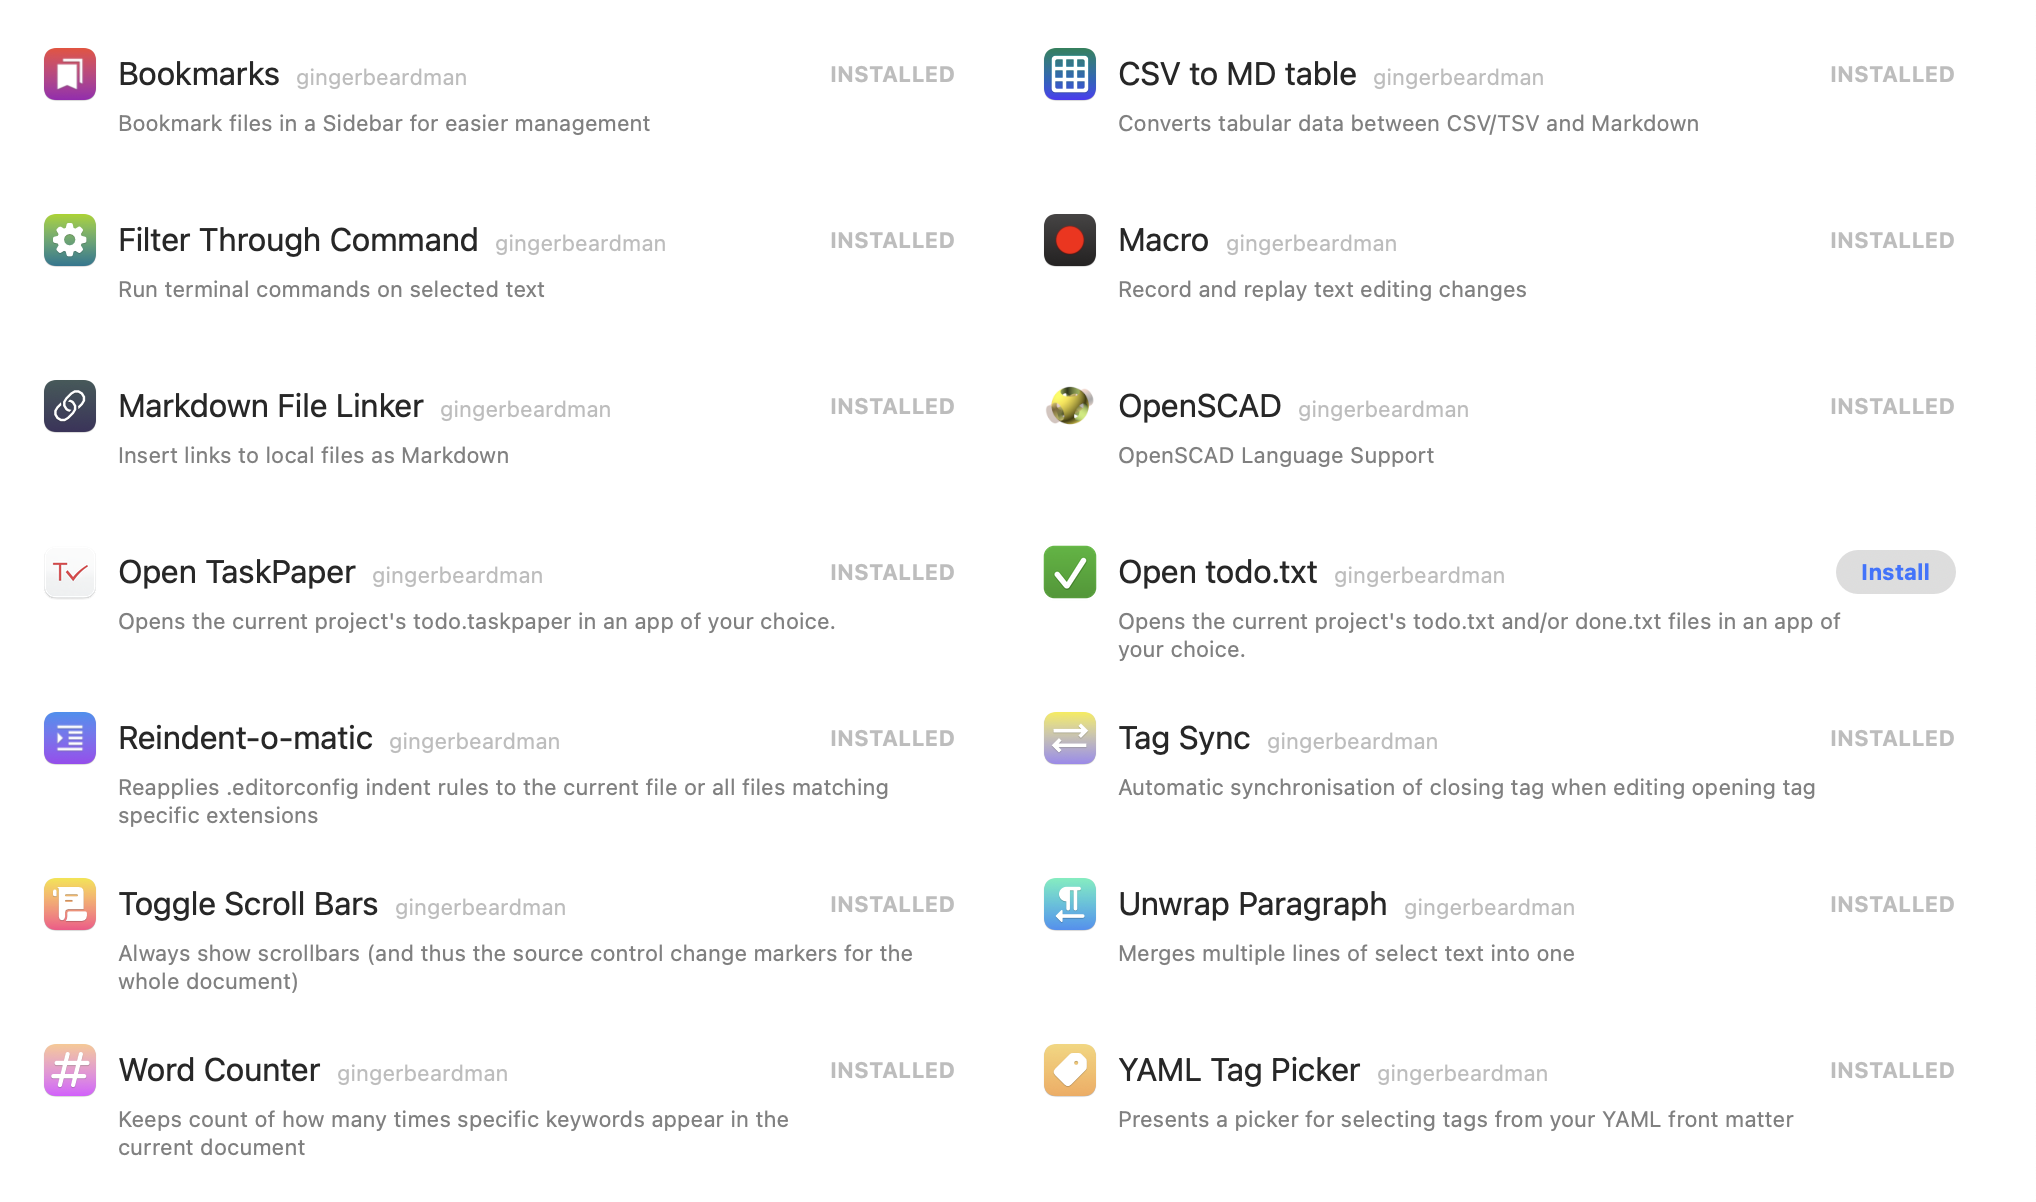 Bookmarks gingerbeardman INSTALLED
Bookmark files in a Sidebar for easier management
CSV to MD table gingerbeardman INSTALLED
Converts tabular data between CSV/TSV and Markdown
Filter Through Command gingerbeardman INSTALLED
Run terminal commands on selected text
Macro gingerbeardman INSTALLED
Record and replay text editing changes
Markdown File Linker gingerbeardman INSTALLED
Insert links to local files as Markdown
OpenSCAD gingerbeardman INSTALLED
OpenSCAD Language Support
Open TaskPaper gingerbeardman INSTALLED
Opens the current project's todo.taskpaper in an app of your choice.
Open todo.txt gingerbeardman Install
Opens the current project's todo.txt and/or done.txt files in an app of
your choice.
Reindent-o-matic gingerbeardman INSTALLED
Reapplies .editorconfig indent rules to the current file or all files matching
specific extensions
Tag Sync gingerbeardman INSTALLED
Automatic synchronisation of closing tag when editing opening tag
Toggle Scroll Bars gingerbeardman INSTALLED
Always show scrollbars (and thus the source control change markers for the
whole document)
Unwrap Paragraph gingerbeardman INSTALLED
Merges multiple lines of select text into one
Word Counter gingerbeardman INSTALLED
Keeps count of how many times specific keywords appear in the
current document
YAML Tag Picker gingerbeardman INSTALLED
Presents a picker for selecting tags from your YAML front matter